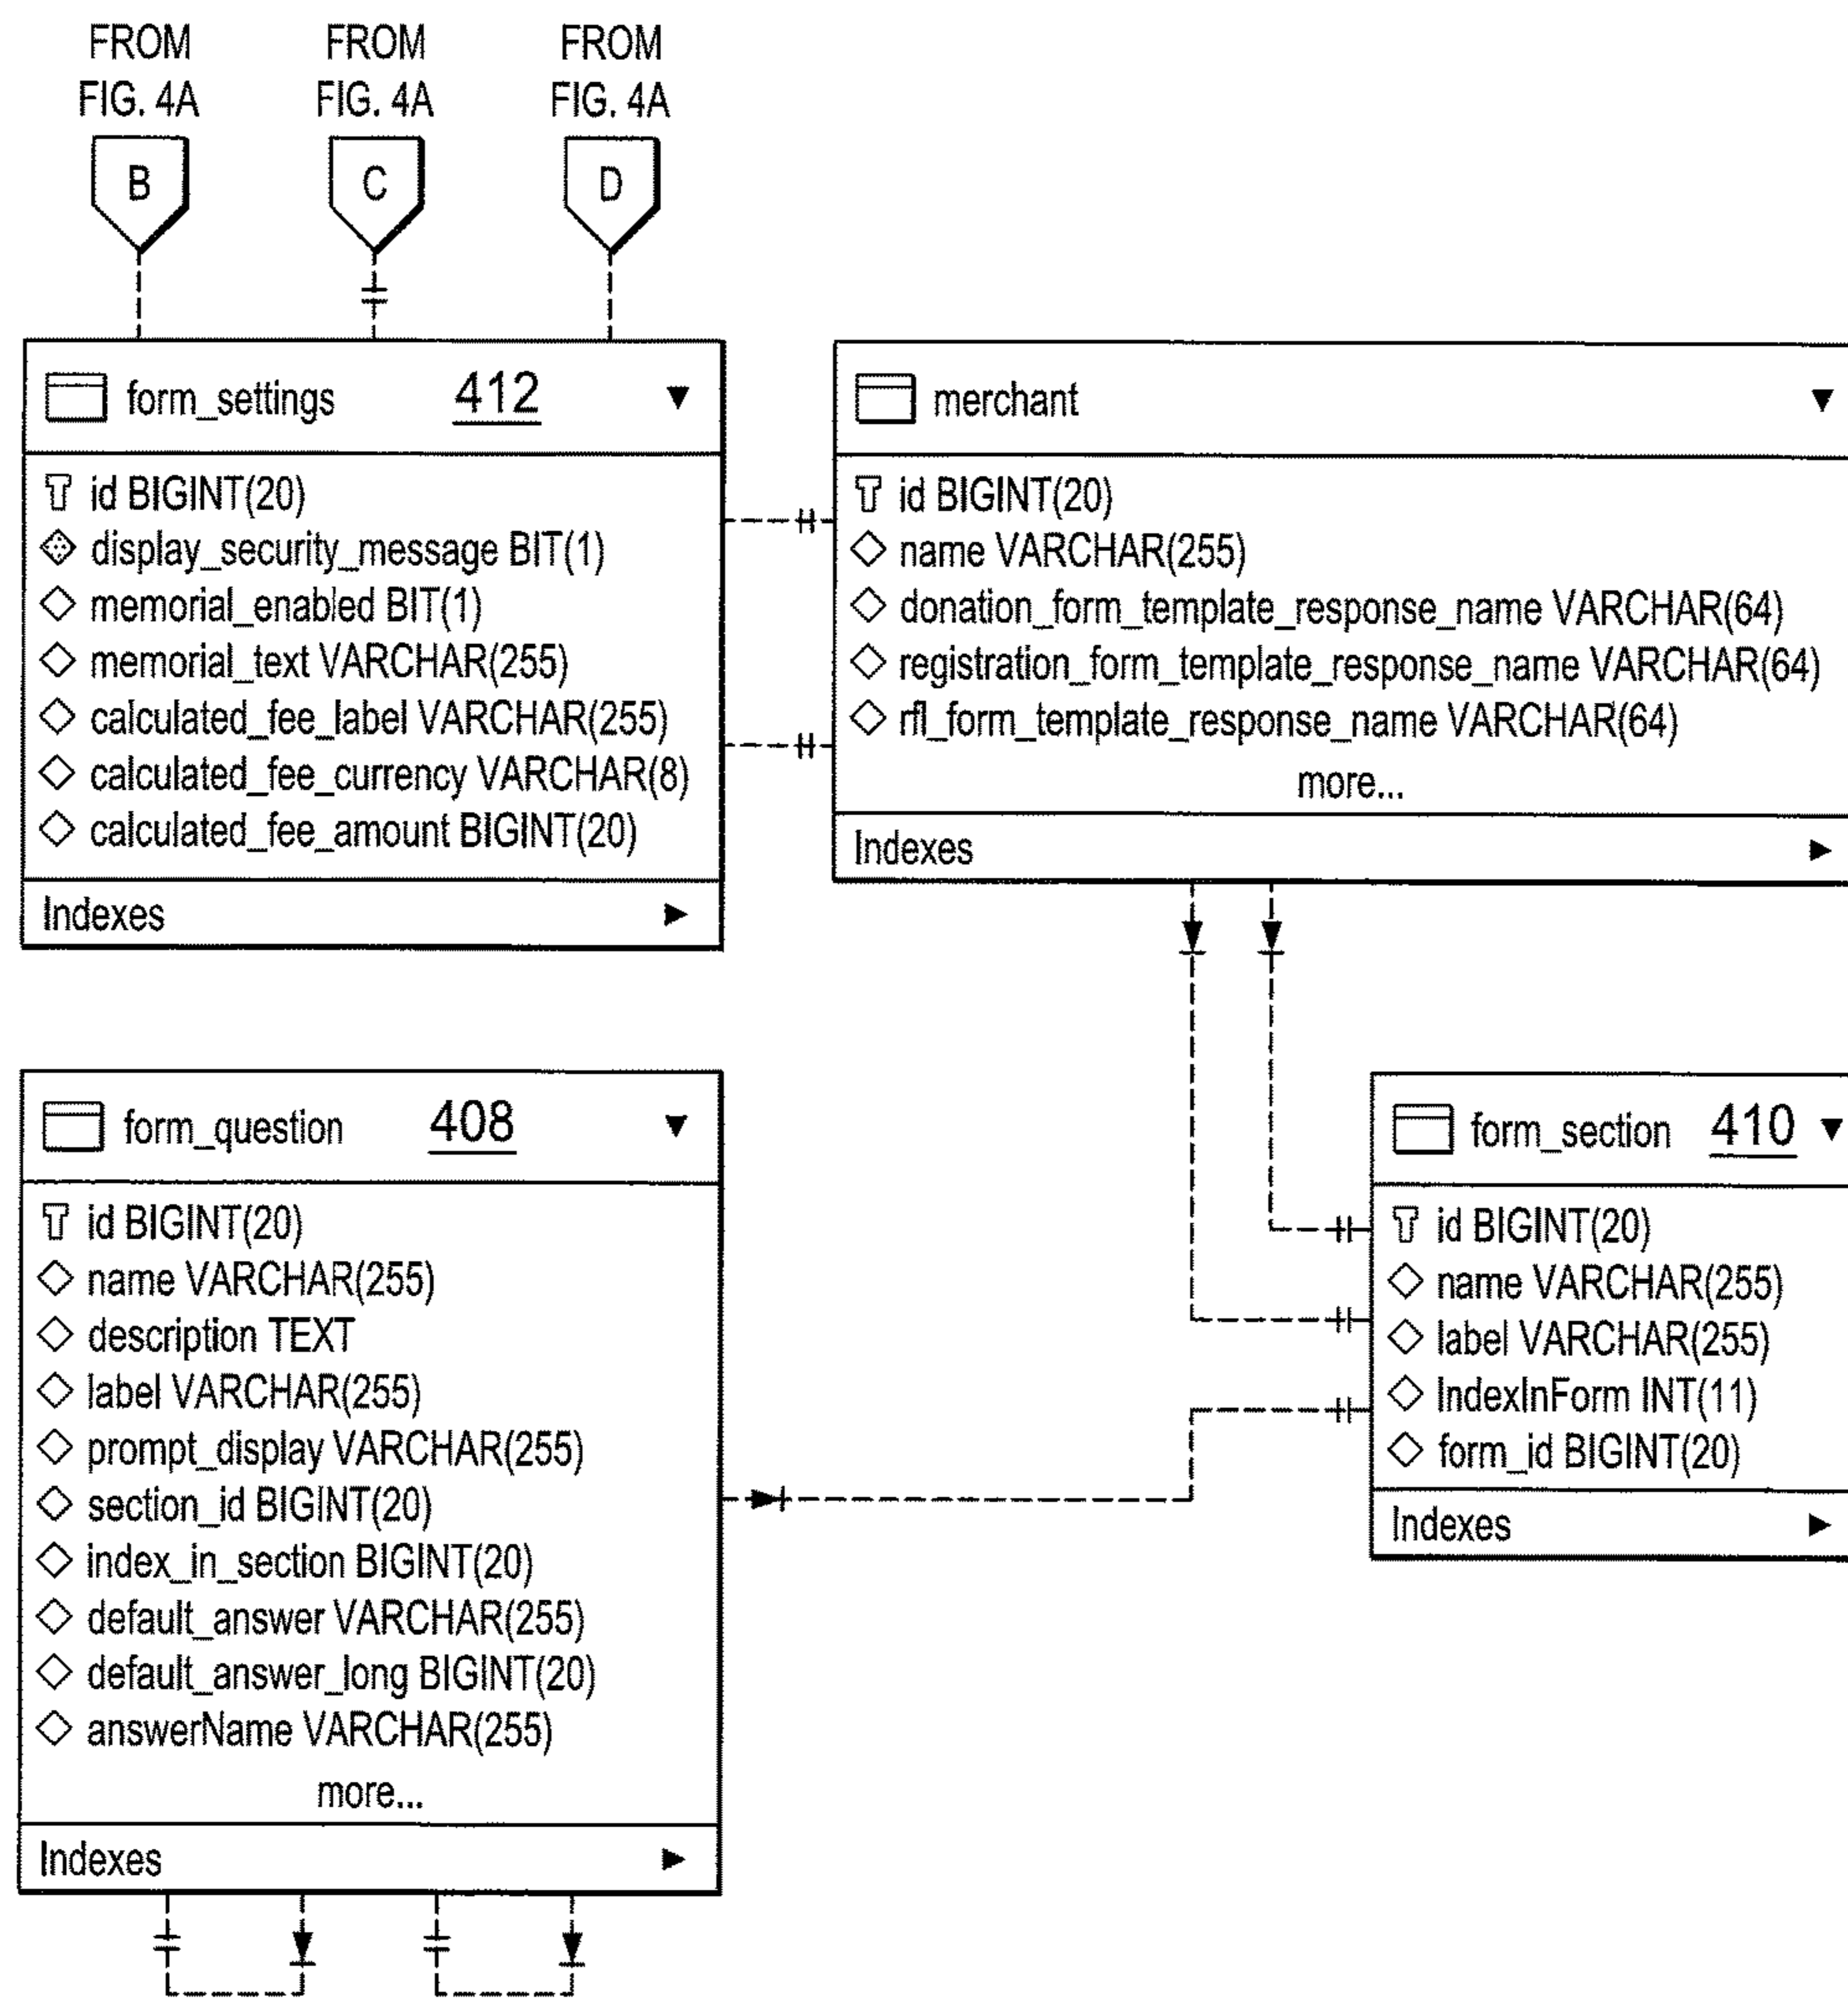 FROM FROM FROM
FIG. 4A FIG. 4A FIG. 4A
B C D
form_settings 412
id BIGINT(20)
display_security_message BIT(1)
memorial_enabled BIT(1)
memorial_text VARCHAR(255)
calculated_fee_label VARCHAR(255)
calculated_fee_currency VARCHAR(8)
calculated_fee_amount BIGINT(20)
Indexes
merchant
id BIGINT(20)
name VARCHAR(255)
donation_form_template_response_name VARCHAR(64)
registration_form_template_response_name VARCHAR(64)
rfl_form_template_response_name VARCHAR(64)
more...
Indexes
form_question 408
id BIGINT(20)
name VARCHAR(255)
description TEXT
label VARCHAR(255)
prompt_display VARCHAR(255)
section_id BIGINT(20)
index_in_section BIGINT(20)
default_answer VARCHAR(255)
default_answer_long BIGINT(20)
answerName VARCHAR(255)
more...
Indexes
form_section 410
id BIGINT(20)
name VARCHAR(255)
label VARCHAR(255)
IndexInForm INT(11)
form_id BIGINT(20)
Indexes